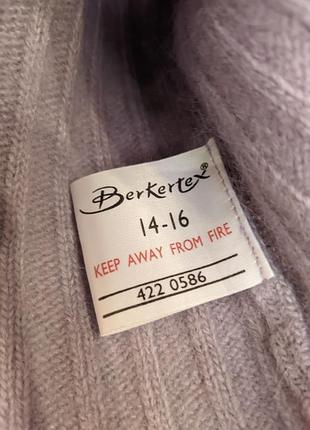 Berkertex®
14-16
KEEP AWAY FROM FIRE
422 0586